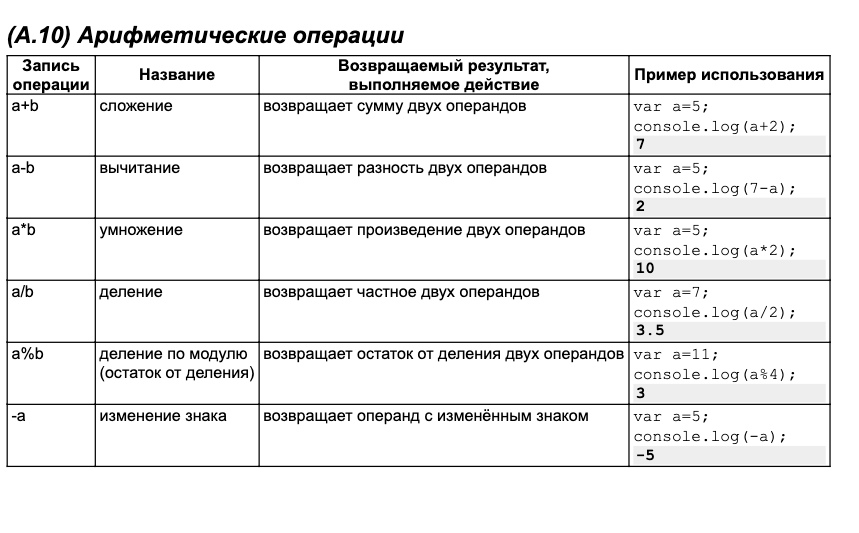 (A.10) Арифметические операции
Запись операции | Название | Возвращаемый результат, выполняемое действие | Пример использования
a+b | сложение | возвращает сумму двух операндов | var a=5;
console.log(a+2);
7
a-b | вычитание | возвращает разность двух операндов | var a=5;
console.log(7-a);
2
a*b | умножение | возвращает произведение двух операндов | var a=5;
console.log(a*2);
10
a/b | деление | возвращает частное двух операндов | var a=7;
console.log(a/2);
3.5
a%b | деление по модулю (остаток от деления) | возвращает остаток от деления двух операндов | var a=11;
console.log(a%4);
3
-a | изменение знака | возвращает операнд с изменённым знаком | var a=5;
console.log(-a);
-5